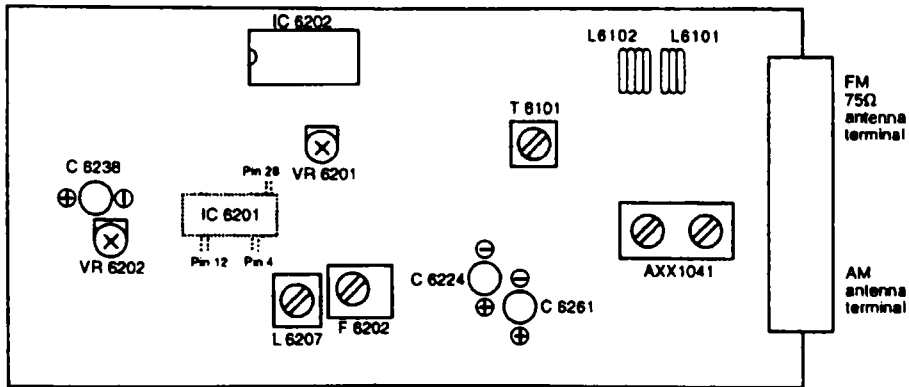 IC 6202
L6102
L6101
FM
75Ω
antenna
terminal
T 6101
VR 6201
Pin 28
C 6238
IC 6201
VR 6202
Pin 12
Pin 4
AXX1041
C 6224
C 6261
L 6207
F 6202
AM
antenna
terminal